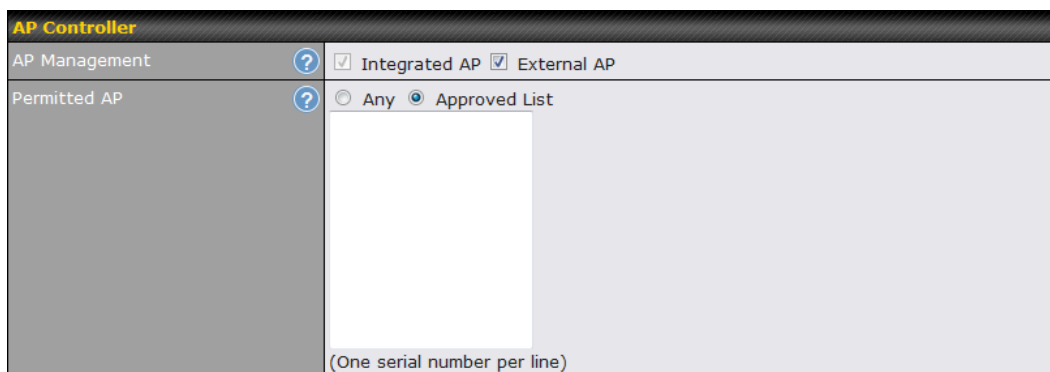 AP Controller
AP Management ? Integrated AP External AP
Permitted AP ? Any Approved List
(One serial number per line)